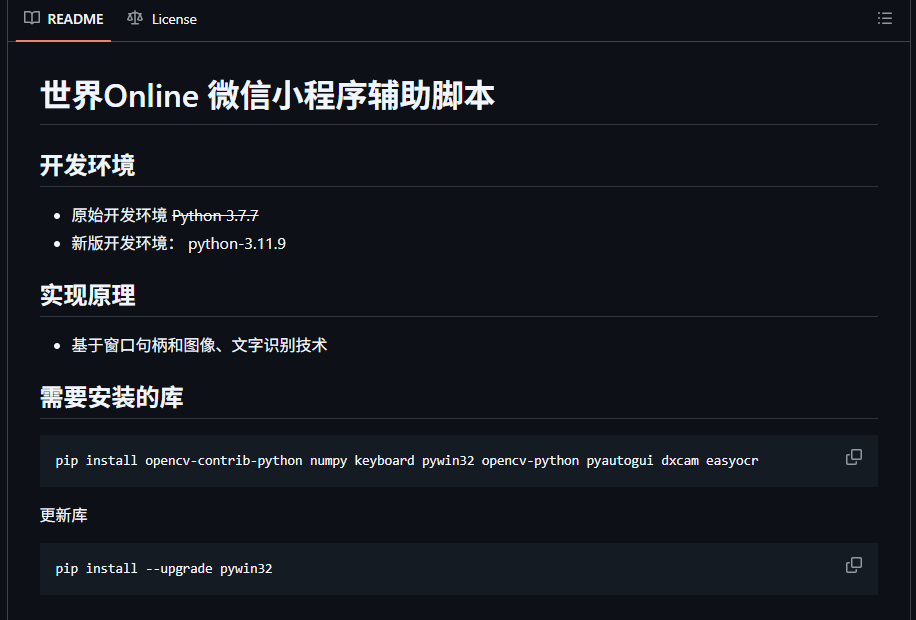 README License
世界Online 微信小程序辅助脚本
开发环境
原始开发环境 Python 3.7.7
新版开发环境： python-3.11.9
实现原理
基于窗口句柄和图像、文字识别技术
需要安装的库
pip install opencv-contrib-python numpy keyboard pywin32 opencv-python pyautogui dxcam easyocr
更新库
pip install --upgrade pywin32